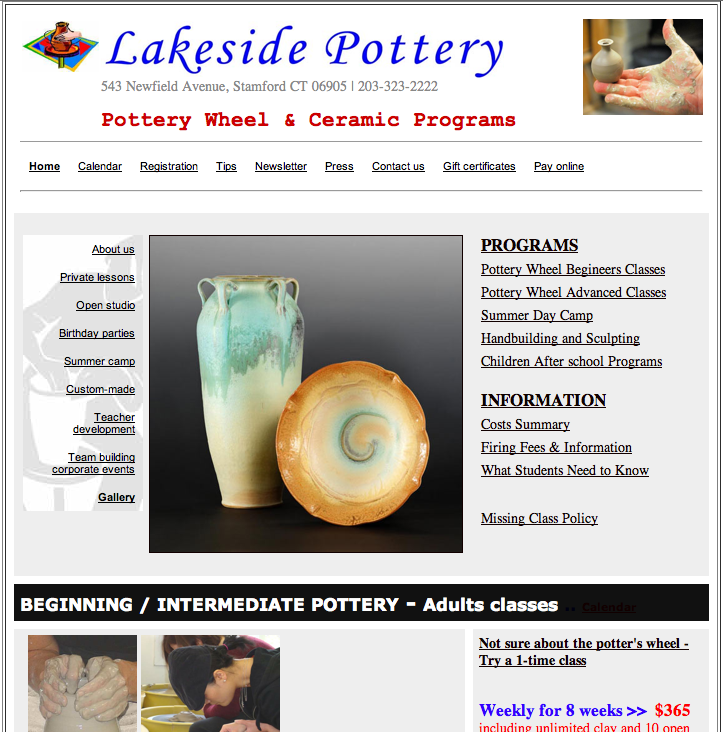 Lakeside Pottery
543 Newfield Avenue, Stamford CT 06905 | 203-323-2222
Pottery Wheel & Ceramic Programs
Home Calendar Registration Tips Newsletter Press Contact us Gift certificates Pay online
About us
Private lessons
Open studio
Birthday parties
Summer camp
Custom-made
Teacher
development
Team building
corporate events
Gallery
PROGRAMS
Pottery Wheel Begineers Classes
Pottery Wheel Advanced Classes
Summer Day Camp
Handbuilding and Sculpting
Children After school Programs
INFORMATION
Costs Summary
Firing Fees & Information
What Students Need to Know
Missing Class Policy
BEGINNING / INTERMEDIATE POTTERY - Adults classes Calendar
Not sure about the potter's wheel -
Try a 1-time class
Weekly for 8 weeks >> $365
including unlimited clay and 10 open